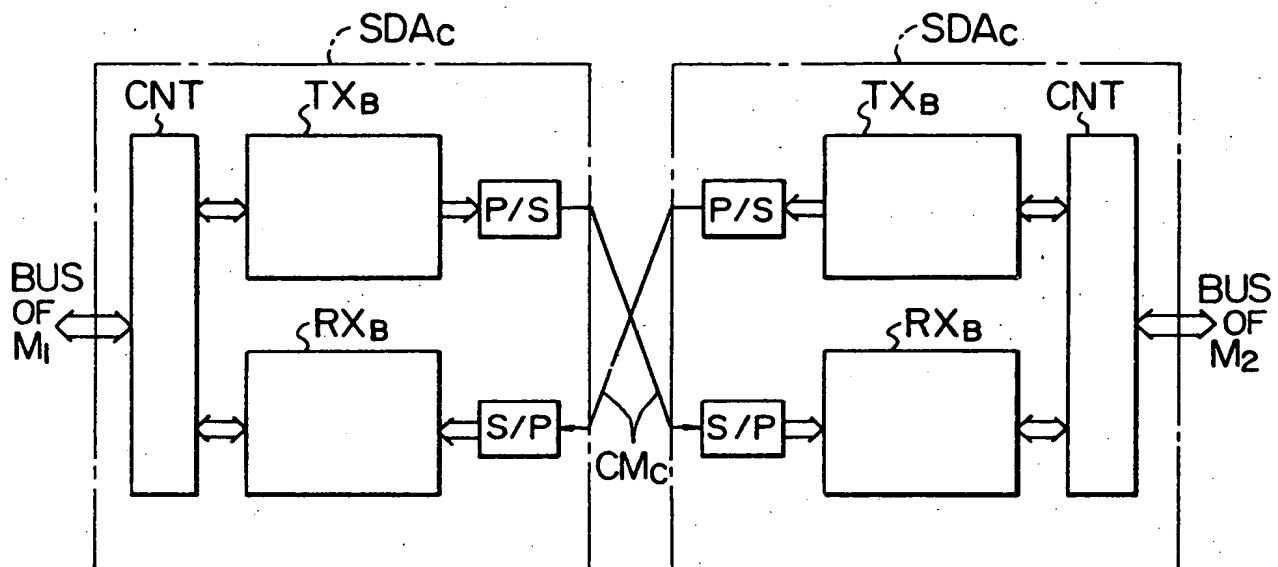 SDAC
SDAC
CNT
TXB
TXB
CNT
P/S
P/S
BUS
OF
M1
BUS
OF
M2
RXB
RXB
S/P
S/P
CMC